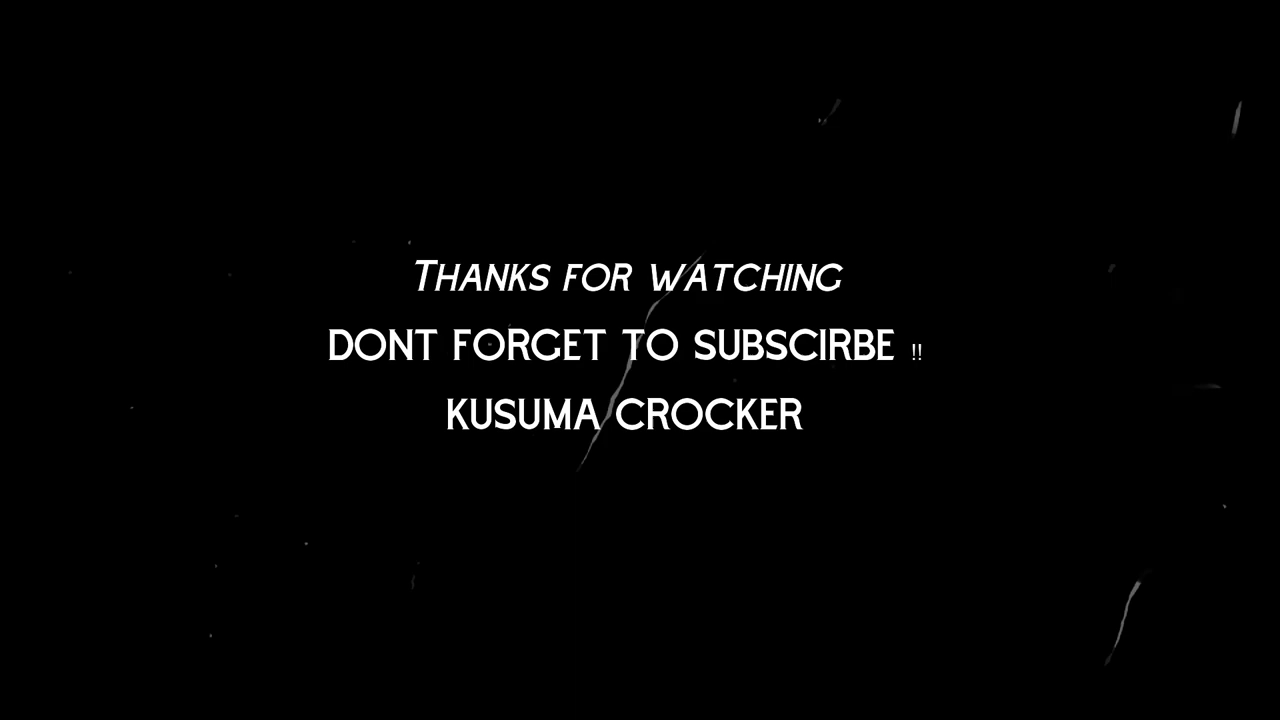 Thanks for watching
DONT FORGET TO SUBSCIRBE !!
KUSUMA CROCKER